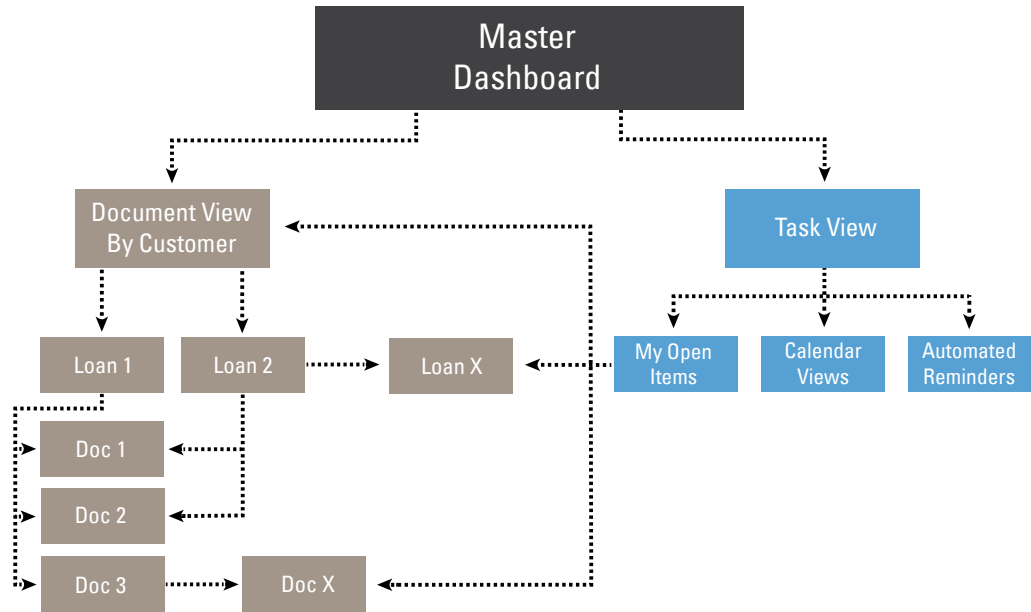 Master
Dashboard
Document View
By Customer
Task View
Loan 1
Loan 2
Loan X
My Open
Items
Calendar
Views
Automated
Reminders
Doc 1
Doc 2
Doc 3
Doc X